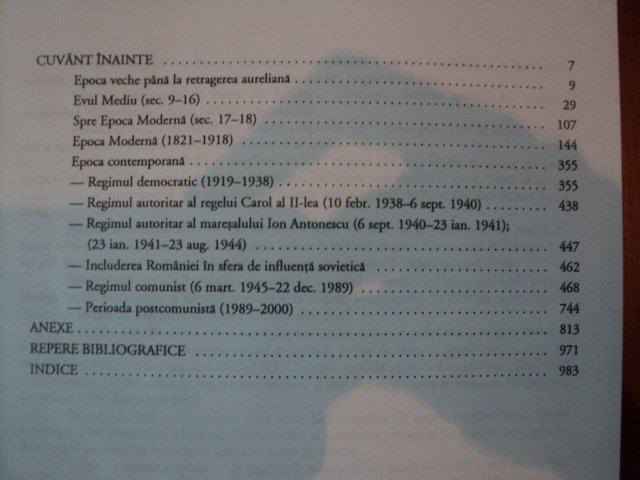 CUVÂNT ÎNAINTE .......... 7
Epoca veche până la retragerea aureliană .......... 9
Evul Mediu (sec. 9–16) .......... 29
Spre Epoca Modernă (sec. 17–18) .......... 107
Epoca Modernă (1821–1918) .......... 144
Epoca contemporană .......... 355
— Regimul democratic (1919–1938) .......... 355
— Regimul autoritar al regelui Carol al II-lea (10 febr. 1938–6 sept. 1940) .......... 438
— Regimul autoritar al mareşalului Ion Antonescu (6 sept. 1940–23 ian. 1941);
(23 ian. 1941–23 aug. 1944) .......... 447
— Includerea României în sfera de influenţă sovietică .......... 462
— Regimul comunist (6 mart. 1945–22 dec. 1989) .......... 468
— Perioada postcomunistă (1989–2000) .......... 744
ANEXE .......... 813
REPERE BIBLIOGRAFICE .......... 971
INDICE .......... 983